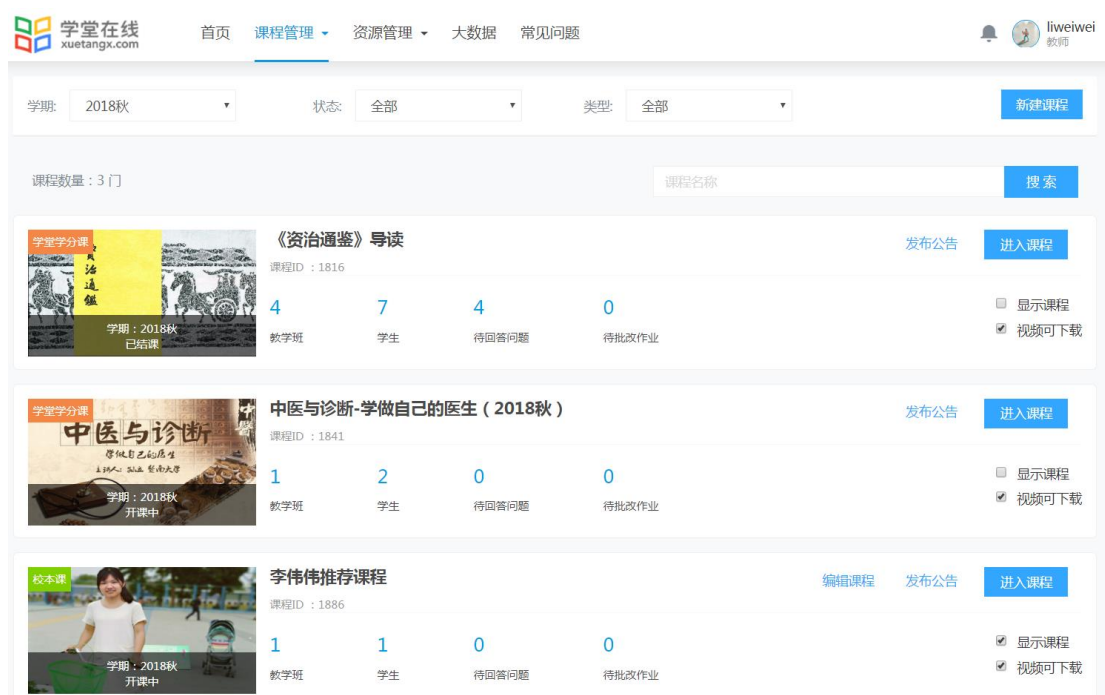 学堂在线
xuetangx.com
首页 课程管理 资源管理 大数据 常见问题
liweiwei
教师
学期: 2018秋 状态: 全部 类型: 全部 新建课程
课程数量：3 门 课程名称 搜 索
学堂学分课
資治通鑑
学期：2018秋
已结课
《资治通鉴》导读
发布公告 进入课程
课程ID ：1816
4 7 4 0
教学班 学生 待回答问题 待批改作业
显示课程
视频可下载
学堂学分课
中医与诊断
学做自己的医生
学期：2018秋
开课中
中医与诊断-学做自己的医生（2018秋）
发布公告 进入课程
课程ID ：1841
1 2 0 0
教学班 学生 待回答问题 待批改作业
显示课程
视频可下载
校本课
学期：2018秋
开课中
李伟伟推荐课程
编辑课程 发布公告 进入课程
课程ID ：1886
1 1 0 0
教学班 学生 待回答问题 待批改作业
显示课程
视频可下载